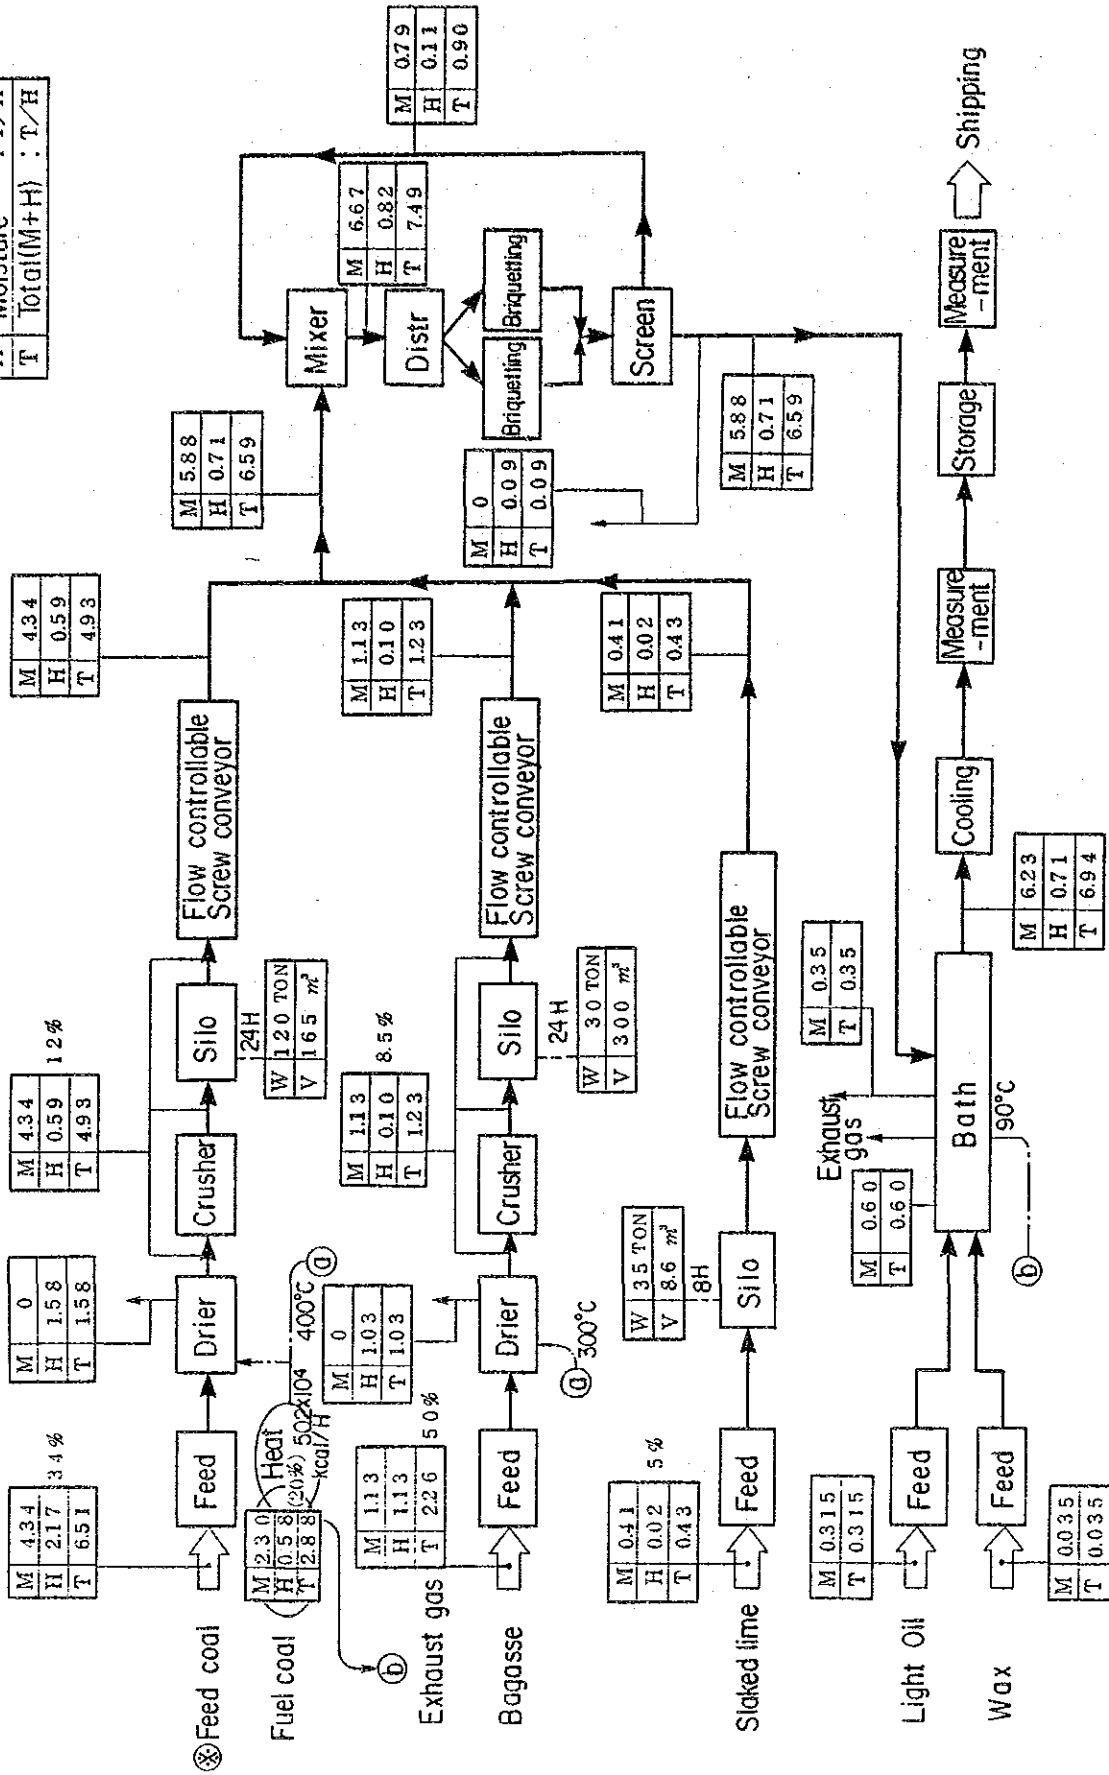 Moisture : T/H
T Total(M+H) : T/H
※ Feed coal
M 4.34
H 2.17 34%
T 6.51
Feed
M 0
H 1.58
T 1.58
Drier
Crusher
M 4.34
H 0.59 12%
T 4.93
Silo
24H
W 120 TON
V 165 m³
Flow controllable
Screw conveyor
M 4.34
H 0.59
T 4.93
Fuel coal
M 2.30
H 0.58 (20%)
T 2.88
Heat
502×10⁴
kcal/H
400°C
ⓐ
ⓑ
Exhaust gas
Bagasse
M 1.13
H 1.13 50%
T 2.26
Feed
M 0
H 1.03
T 1.03
Drier
ⓐ 300°C
Crusher
M 1.13
H 0.10 8.5%
T 1.23
Silo
24H
W 30 TON
V 300 m³
Flow controllable
Screw conveyor
M 1.13
H 0.10
T 1.23
Slaked lime
M 0.41
H 0.02 5%
T 0.43
Feed
W 35 TON
V 8.6 m³
8H
Silo
Flow controllable
Screw conveyor
M 0.41
H 0.02
T 0.43
M 5.88
H 0.71
T 6.59
Mixer
M 6.67
H 0.82
T 7.49
Distr
Briquetting
Briquetting
Screen
M 0.79
H 0.11
T 0.90
M 0
H 0.09
T 0.09
M 5.88
H 0.71
T 6.59
Light Oil
M 0.315
T 0.315
Feed
Wax
M 0.035
T 0.035
Feed
M 0.60
T 0.60
Exhaust
gas
M 0.35
T 0.35
Bath
90°C
ⓑ
M 6.23
H 0.71
T 6.94
Cooling
Measure
-ment
Storage
Measure
-ment
Shipping